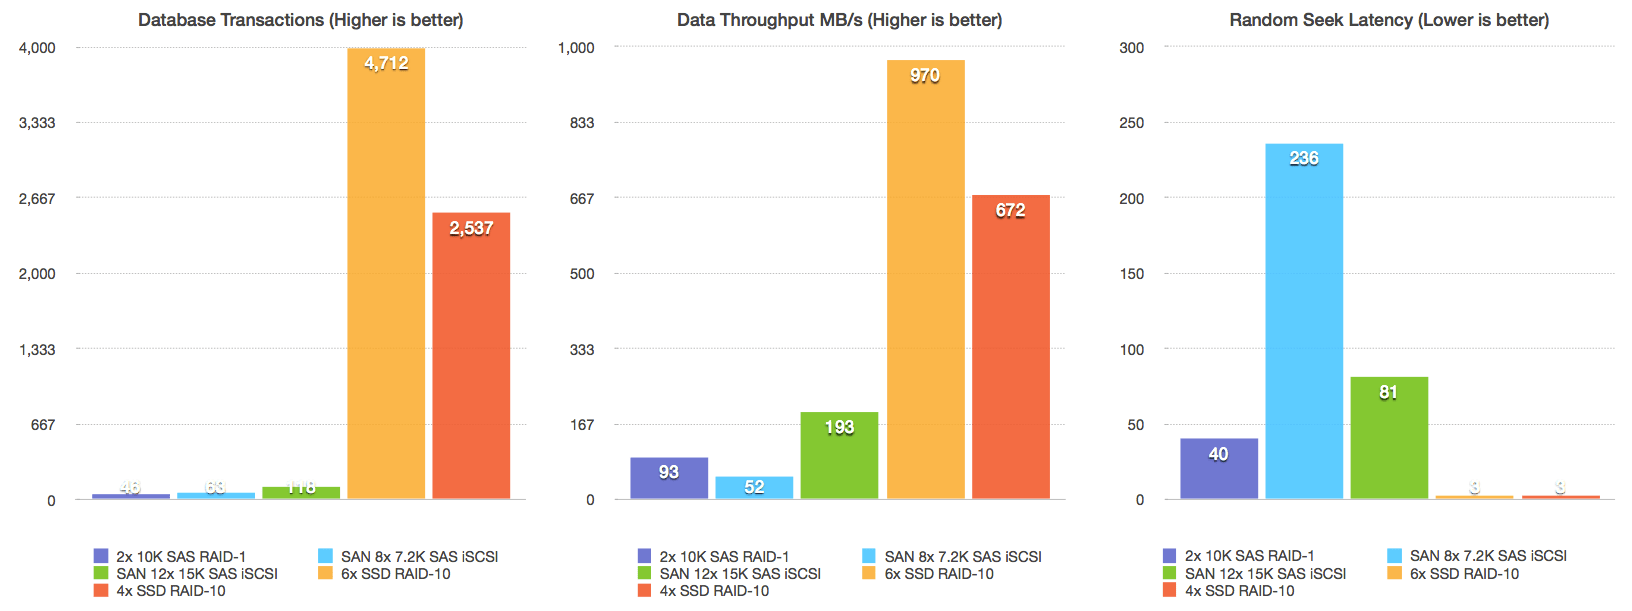 Database Transactions (Higher is better)
4,000
3,333
2,667
2,000
1,333
667
0
48
63
118
4,712
2,537
2x 10K SAS RAID-1
SAN 8x 7.2K SAS iSCSI
SAN 12x 15K SAS iSCSI
6x SSD RAID-10
4x SSD RAID-10
Data Throughput MB/s (Higher is better)
1,000
833
667
500
333
167
0
93
52
193
970
672
2x 10K SAS RAID-1
SAN 8x 7.2K SAS iSCSI
SAN 12x 15K SAS iSCSI
6x SSD RAID-10
4x SSD RAID-10
Random Seek Latency (Lower is better)
300
250
200
150
100
50
0
40
236
81
3
3
2x 10K SAS RAID-1
SAN 8x 7.2K SAS iSCSI
SAN 12x 15K SAS iSCSI
6x SSD RAID-10
4x SSD RAID-10